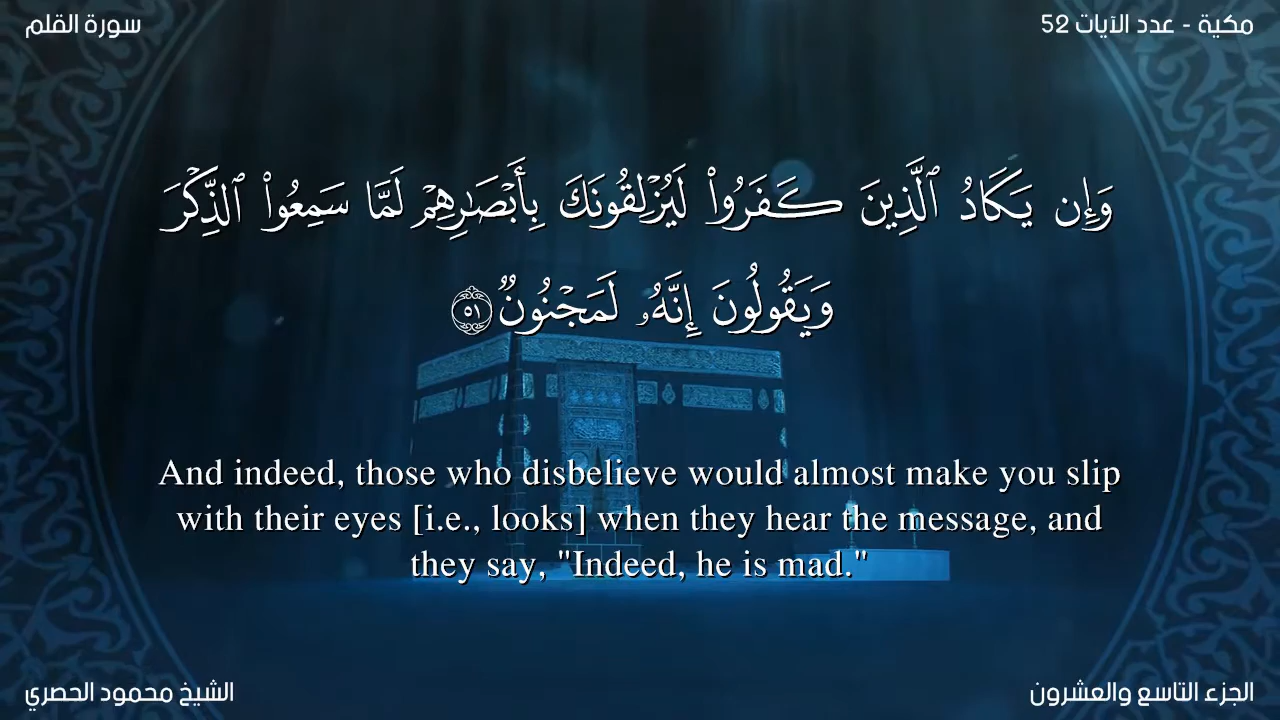 مكية - عدد الآيات 52
سورة القلم
وَإِن يَكَادُ ٱلَّذِينَ كَفَرُوا۟ لَيُزْلِقُونَكَ بِأَبْصَـٰرِهِمْ لَمَّا سَمِعُوا۟ ٱلذِّكْرَ
وَيَقُولُونَ إِنَّهُۥ لَمَجْنُونٌ ٥١
And indeed, those who disbelieve would almost make you slip
with their eyes [i.e., looks] when they hear the message, and
they say, "Indeed, he is mad."
الجزء التاسع والعشرون
الشيخ محمود الحصري